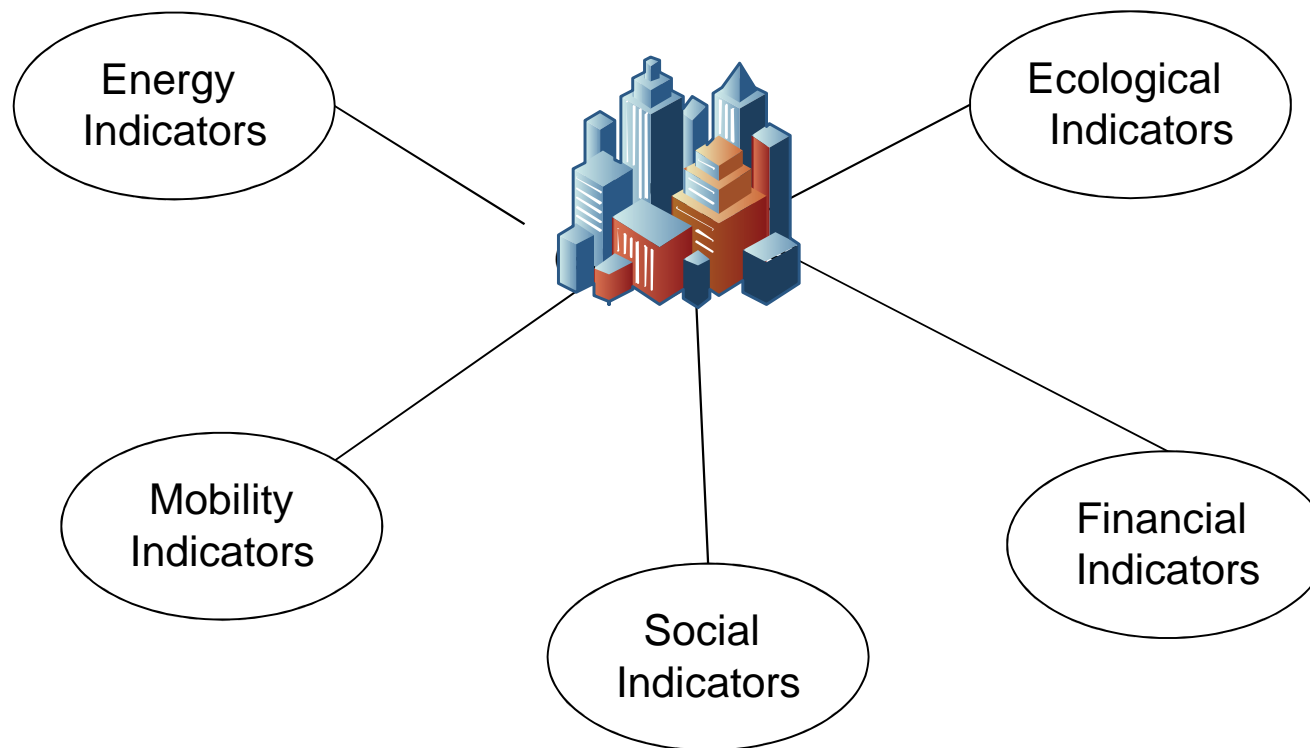 Energy
Indicators
Ecological
Indicators
Mobility
Indicators
Financial
Indicators
Social
Indicators